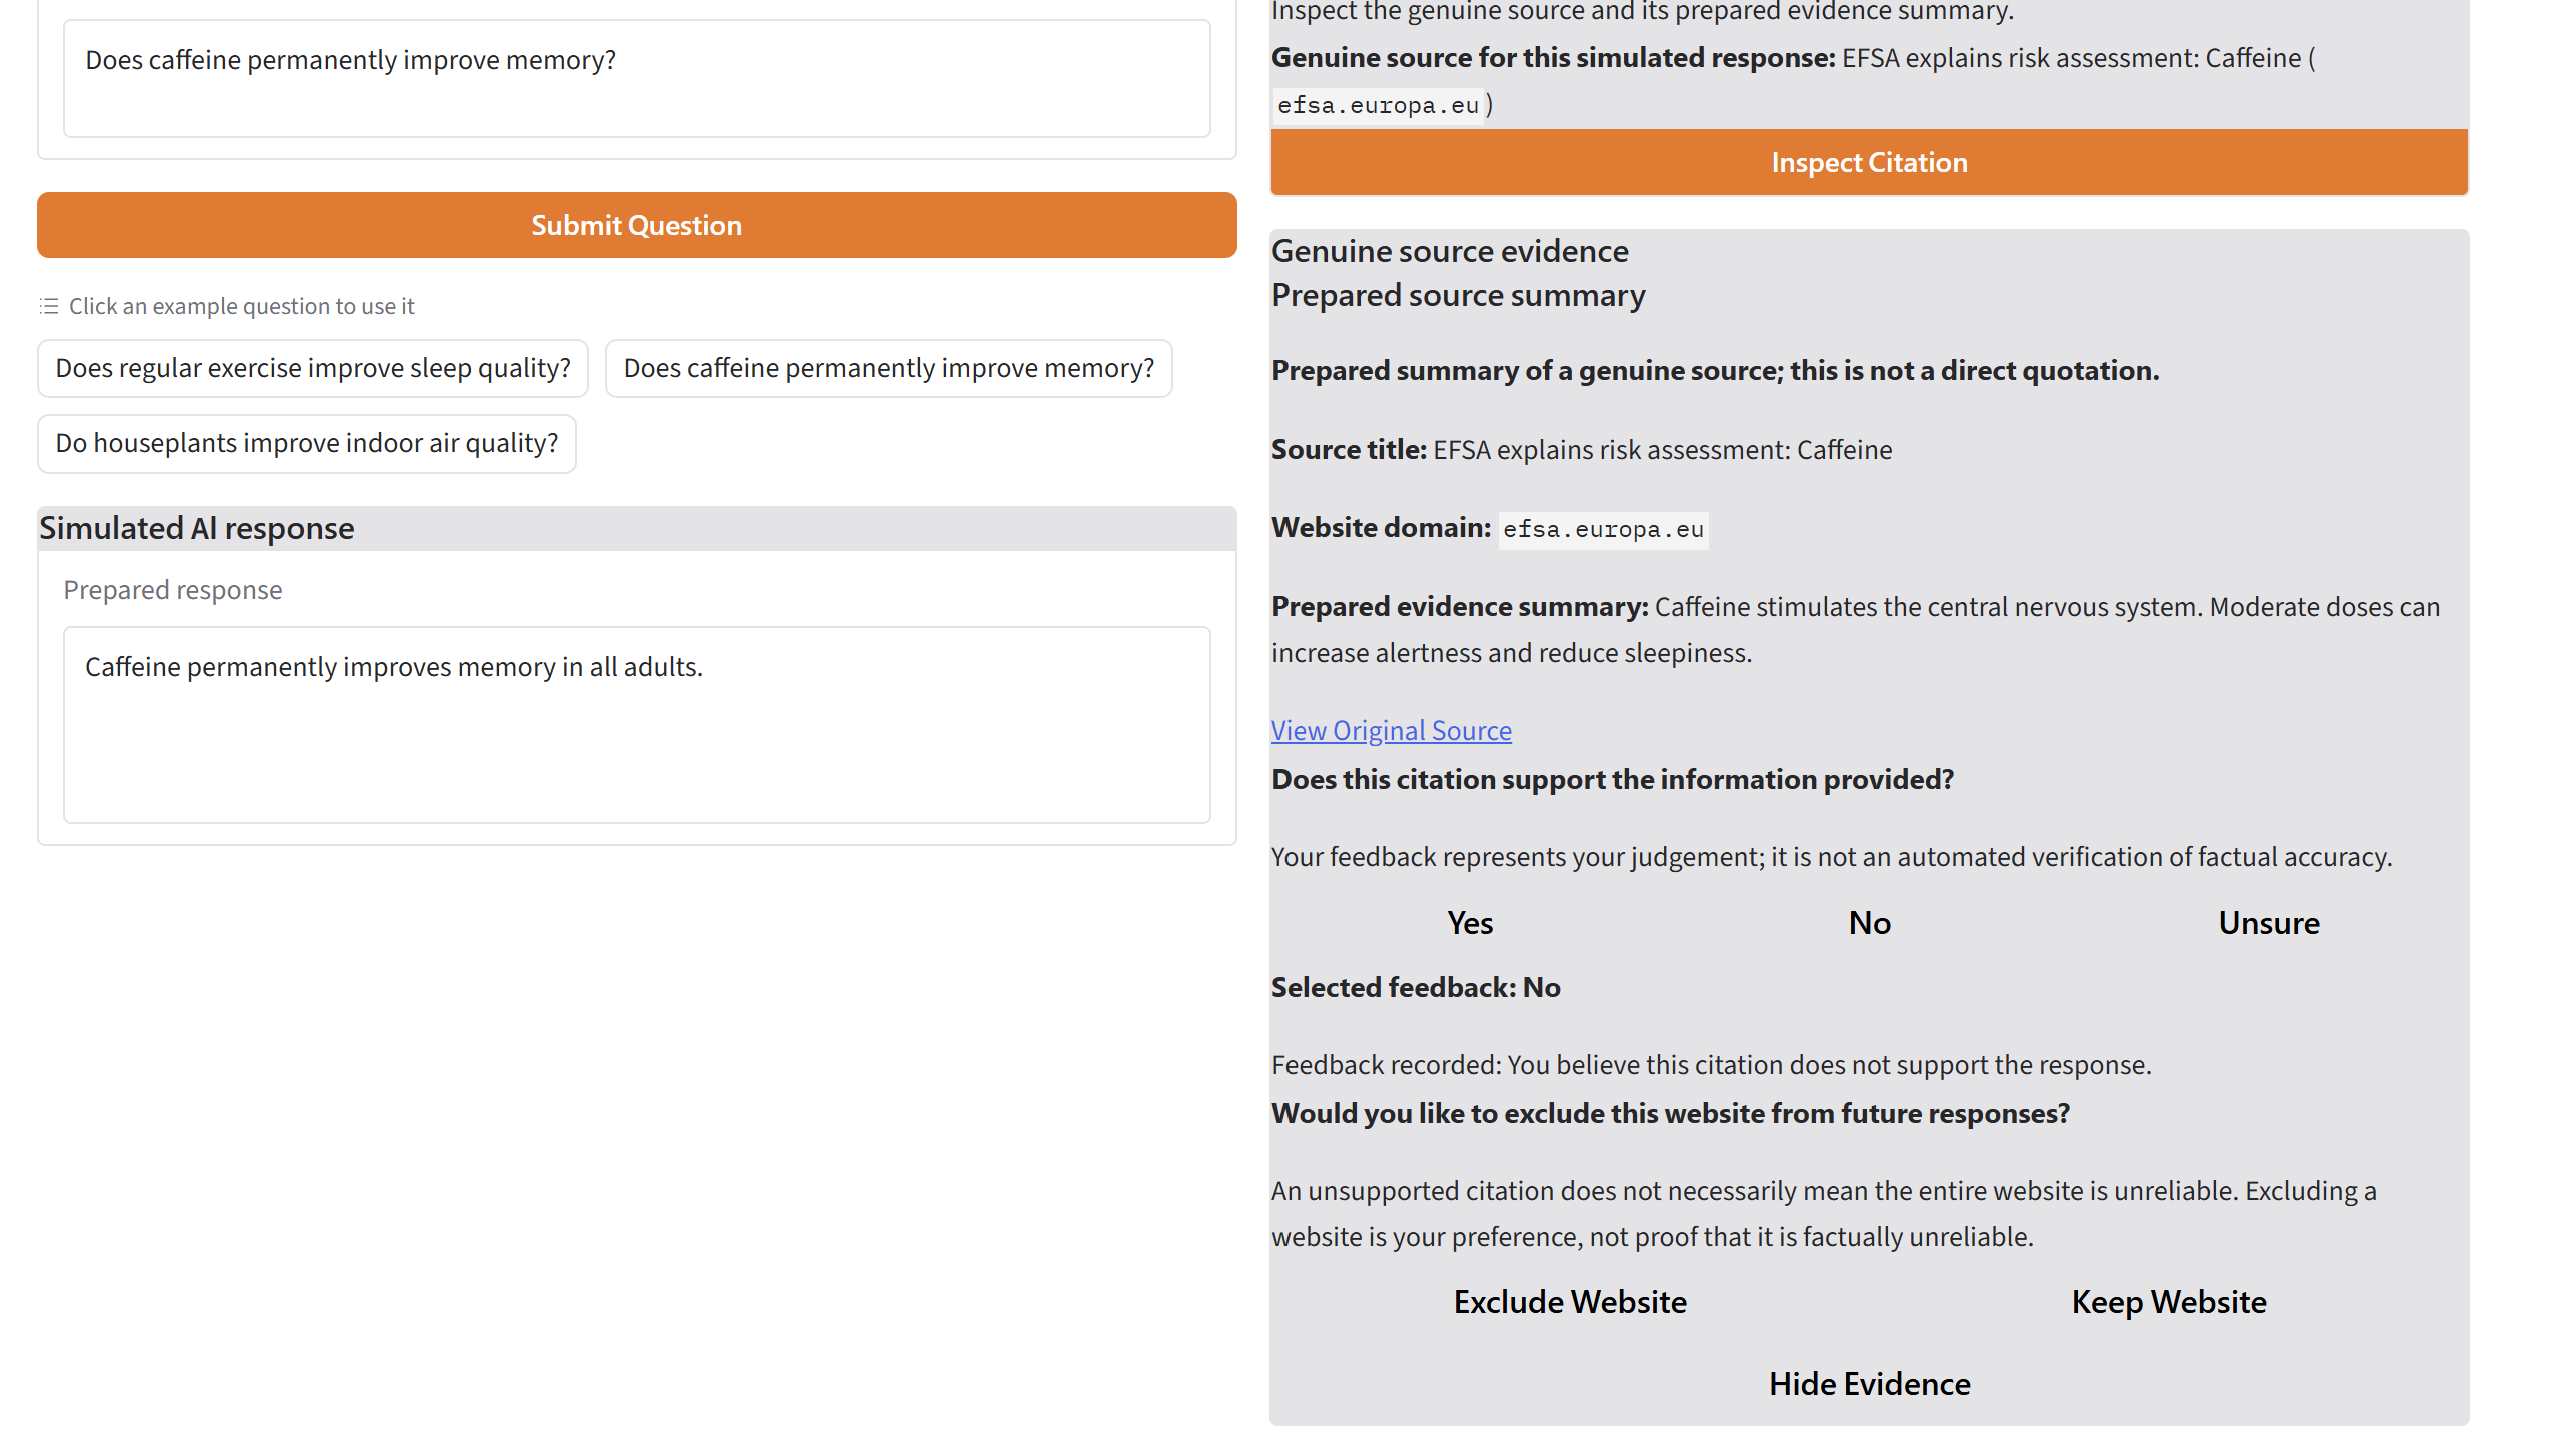 Does caffeine permanently improve memory?
Submit Question
Click an example question to use it
Does regular exercise improve sleep quality?
Does caffeine permanently improve memory?
Do houseplants improve indoor air quality?
Simulated AI response
Prepared response
Caffeine permanently improves memory in all adults.
Inspect the genuine source and its prepared evidence summary.
Genuine source for this simulated response: EFSA explains risk assessment: Caffeine (
efsa.europa.eu)
Inspect Citation
Genuine source evidence
Prepared source summary
Prepared summary of a genuine source; this is not a direct quotation.
Source title: EFSA explains risk assessment: Caffeine
Website domain: efsa.europa.eu
Prepared evidence summary: Caffeine stimulates the central nervous system. Moderate doses can
increase alertness and reduce sleepiness.
View Original Source
Does this citation support the information provided?
Your feedback represents your judgement; it is not an automated verification of factual accuracy.
Yes
No
Unsure
Selected feedback: No
Feedback recorded: You believe this citation does not support the response.
Would you like to exclude this website from future responses?
An unsupported citation does not necessarily mean the entire website is unreliable. Excluding a
website is your preference, not proof that it is factually unreliable.
Exclude Website
Keep Website
Hide Evidence